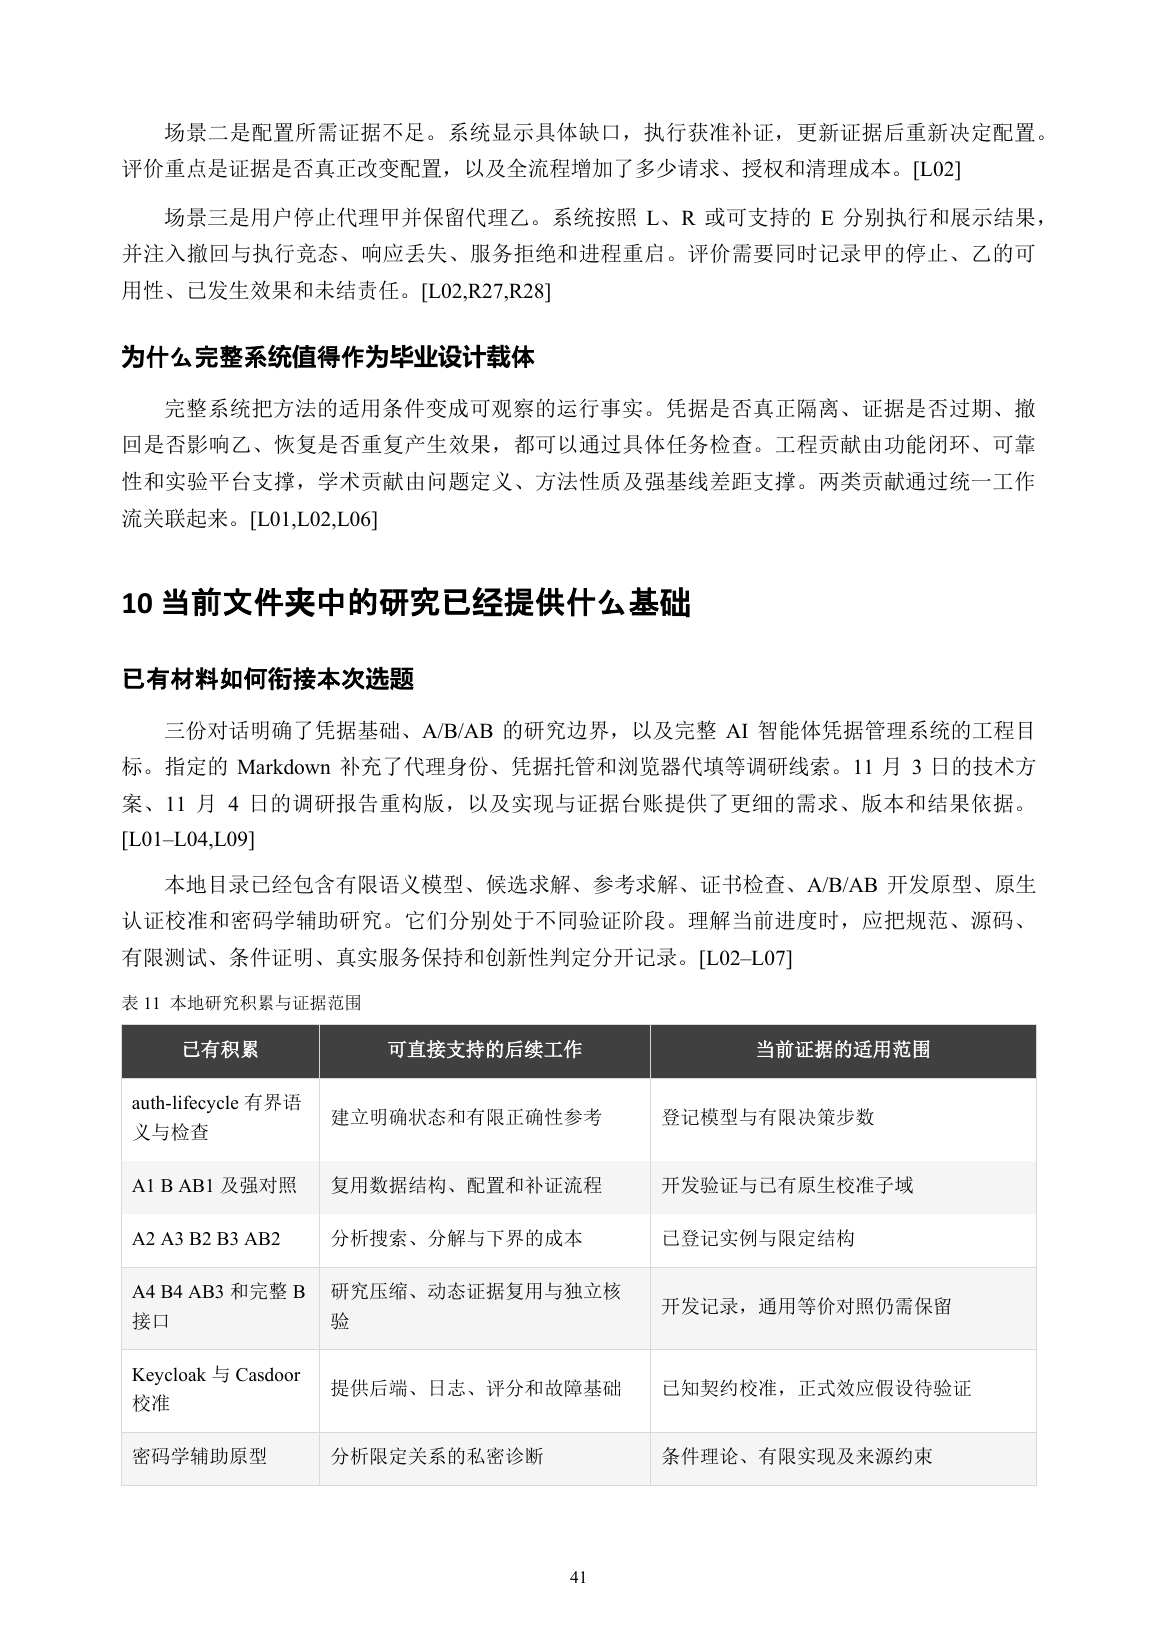 场景二是配置所需证据不足。系统显示具体缺口，执行获准补证，更新证据后重新决定配置。
评价重点是证据是否真正改变配置，以及全流程增加了多少请求、授权和清理成本。[L02]
场景三是用户停止代理甲并保留代理乙。系统按照 L、R 或可支持的 E 分别执行和展示结果，
并注入撤回与执行竞态、响应丢失、服务拒绝和进程重启。评价需要同时记录甲的停止、乙的可
用性、已发生效果和未结责任。[L02,R27,R28]
为什么完整系统值得作为毕业设计载体
完整系统把方法的适用条件变成可观察的运行事实。凭据是否真正隔离、证据是否过期、撤
回是否影响乙、恢复是否重复产生效果，都可以通过具体任务检查。工程贡献由功能闭环、可靠
性和实验平台支撑，学术贡献由问题定义、方法性质及强基线差距支撑。两类贡献通过统一工作
流关联起来。[L01,L02,L06]
10 当前文件夹中的研究已经提供什么基础
已有材料如何衔接本次选题
三份对话明确了凭据基础、A/B/AB 的研究边界，以及完整 AI 智能体凭据管理系统的工程目
标。指定的 Markdown 补充了代理身份、凭据托管和浏览器代填等调研线索。11 月 3 日的技术方
案、11 月 4 日的调研报告重构版，以及实现与证据台账提供了更细的需求、版本和结果依据。
[L01–L04,L09]
本地目录已经包含有限语义模型、候选求解、参考求解、证书检查、A/B/AB 开发原型、原生
认证校准和密码学辅助研究。它们分别处于不同验证阶段。理解当前进度时，应把规范、源码、
有限测试、条件证明、真实服务保持和创新性判定分开记录。[L02–L07]
表 11 本地研究积累与证据范围
已有积累 可直接支持的后续工作 当前证据的适用范围
auth-lifecycle 有界语
义与检查 建立明确状态和有限正确性参考 登记模型与有限决策步数
A1 B AB1 及强对照 复用数据结构、配置和补证流程 开发验证与已有原生校准子域
A2 A3 B2 B3 AB2 分析搜索、分解与下界的成本 已登记实例与限定结构
A4 B4 AB3 和完整 B
接口 研究压缩、动态证据复用与独立核
验 开发记录，通用等价对照仍需保留
Keycloak 与 Casdoor
校准 提供后端、日志、评分和故障基础 已知契约校准，正式效应假设待验证
密码学辅助原型 分析限定关系的私密诊断 条件理论、有限实现及来源约束
41